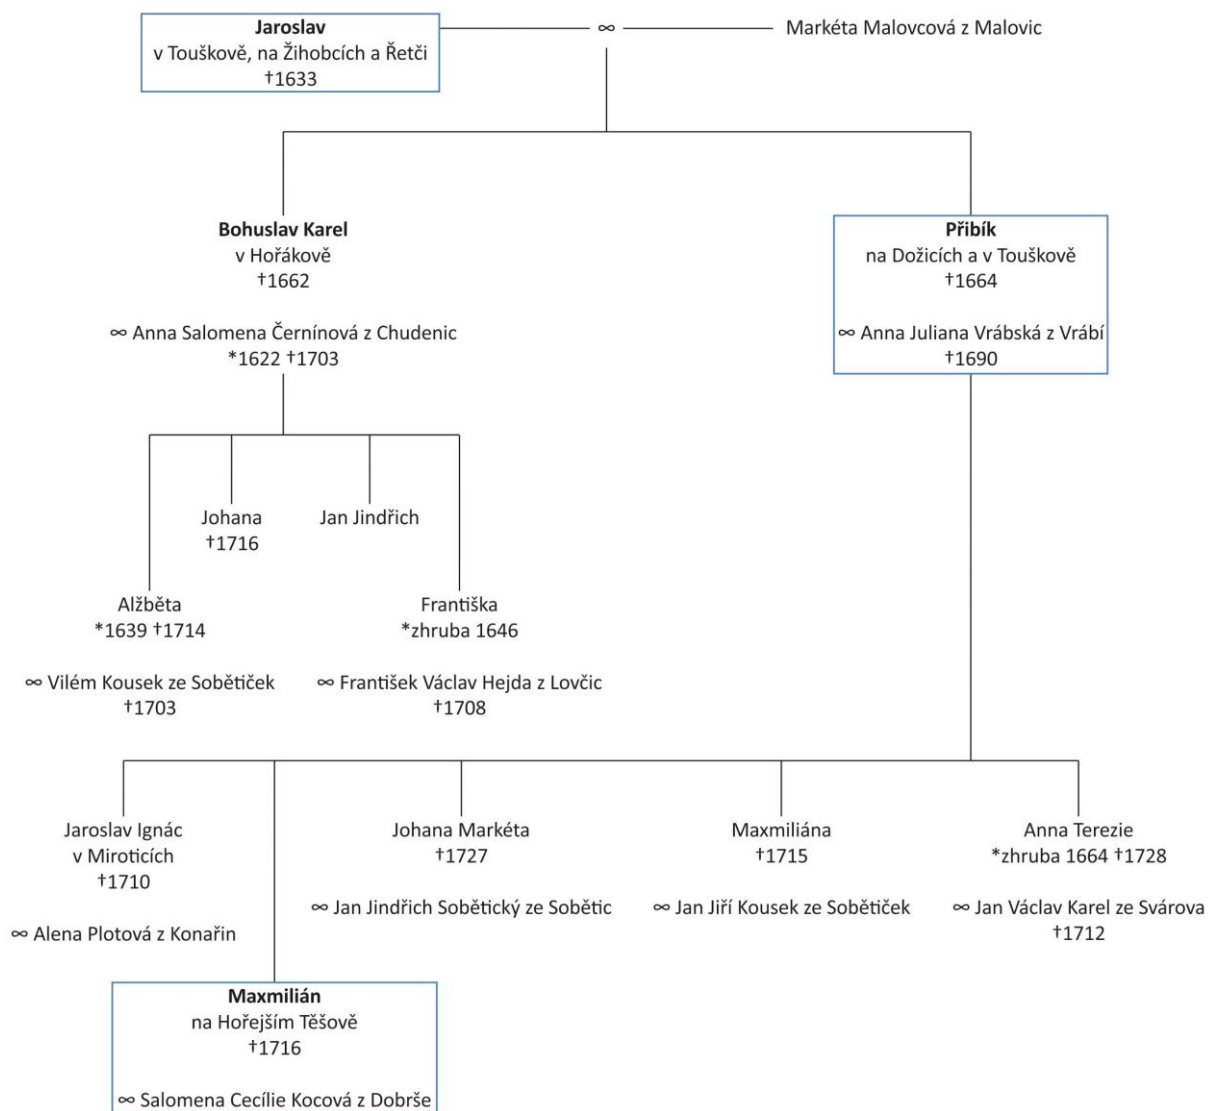 Jaroslav
v Touškově, na Žihobcích a Řetči
†1633
∞
Markéta Malovcová z Malovic
Bohuslav Karel
v Hořákově
†1662
∞ Anna Salomena Černínová z Chudenic
*1622 †1703
Přibík
na Dožicích a v Touškově
†1664
∞ Anna Juliana Vrábská z Vrábí
†1690
Johana
†1716
Jan Jindřich
Alžběta
*1639 †1714
∞ Vilém Kousek ze Sobětiček
†1703
Františka
*zhruba 1646
∞ František Václav Hejda z Lovčic
†1708
Jaroslav Ignác
v Miroticích
†1710
∞ Alena Plotová z Konařin
Johana Markéta
†1727
∞ Jan Jindřich Sobětický ze Sobětic
Maxmiliána
†1715
∞ Jan Jiří Kousek ze Sobětiček
Anna Terezie
*zhruba 1664 †1728
∞ Jan Václav Karel ze Svárova
†1712
Maxmilián
na Hořejším Těšově
†1716
∞ Salomena Cecílie Kocová z Dobrše